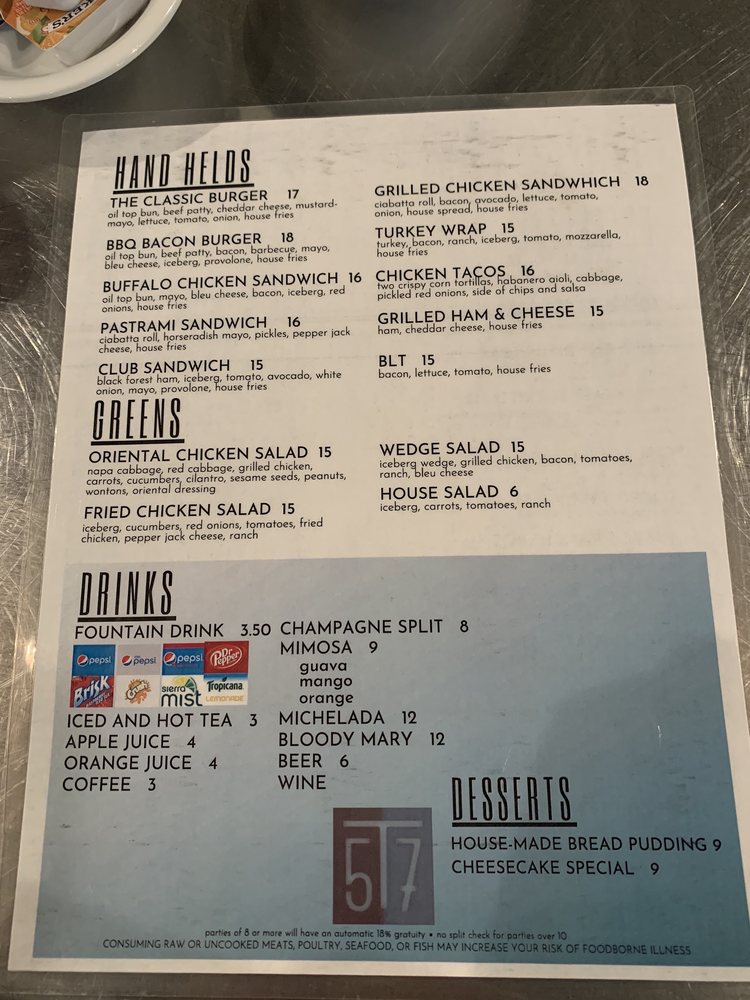 KER'S
HAND HELDS
THE CLASSIC BURGER 17
oil top bun, beef patty, cheddar cheese, mustard-
mayo, lettuce, tomato, onion, house fries
BBQ BACON BURGER 18
oil top bun, beef patty, bacon, barbecue, mayo,
bleu cheese, iceberg, provolone, house fries
BUFFALO CHICKEN SANDWICH 16
oil top bun, mayo, bleu cheese, bacon, iceberg, red
onions, house fries
PASTRAMI SANDWICH 16
ciabatta roll, horseradish mayo, pickles, pepper jack
cheese, house fries
CLUB SANDWICH 15
black forest ham, iceberg, tomato, avocado, white
onion, mayo, provolone, house fries
GRILLED CHICKEN SANDWHICH 18
ciabatta roll, bacon, avocado, lettuce, tomato,
onion, house spread, house fries
TURKEY WRAP 15
turkey, bacon, ranch, iceberg, tomato, mozzarella,
house fries
CHICKEN TACOS 16
two crispy corn tortillas, habanero aioli, cabbage,
pickled red onions, side of chips and salsa
GRILLED HAM & CHEESE 15
ham, cheddar cheese, house fries
BLT 15
bacon, lettuce, tomato, house fries
GREENS
ORIENTAL CHICKEN SALAD 15
napa cabbage, red cabbage, grilled chicken,
carrots, cucumbers, cilantro, sesame seeds, peanuts,
wontons, oriental dressing
FRIED CHICKEN SALAD 15
iceberg, cucumbers, red onions, tomatoes, fried
chicken, pepper jack cheese, ranch
WEDGE SALAD 15
iceberg wedge, grilled chicken, bacon, tomatoes,
ranch, bleu cheese
HOUSE SALAD 6
iceberg, carrots, tomatoes, ranch
DRINKS
FOUNTAIN DRINK 3.50
pepsi pepsi pepsi Dr Pepper
BRISK Crush sierra mist Tropicana LEMONADE
ICED AND HOT TEA 3
APPLE JUICE 4
ORANGE JUICE 4
COFFEE 3
CHAMPAGNE SPLIT 8
MIMOSA 9
guava
mango
orange
MICHELADA 12
BLOODY MARY 12
BEER 6
WINE
DESSERTS
HOUSE-MADE BREAD PUDDING 9
CHEESECAKE SPECIAL 9
5T7
parties of 8 or more will have an automatic 18% gratuity • no split check for parties over 10
CONSUMING RAW OR UNCOOKED MEATS, POULTRY, SEAFOOD, OR FISH MAY INCREASE YOUR RISK OF FOODBORNE ILLNESS